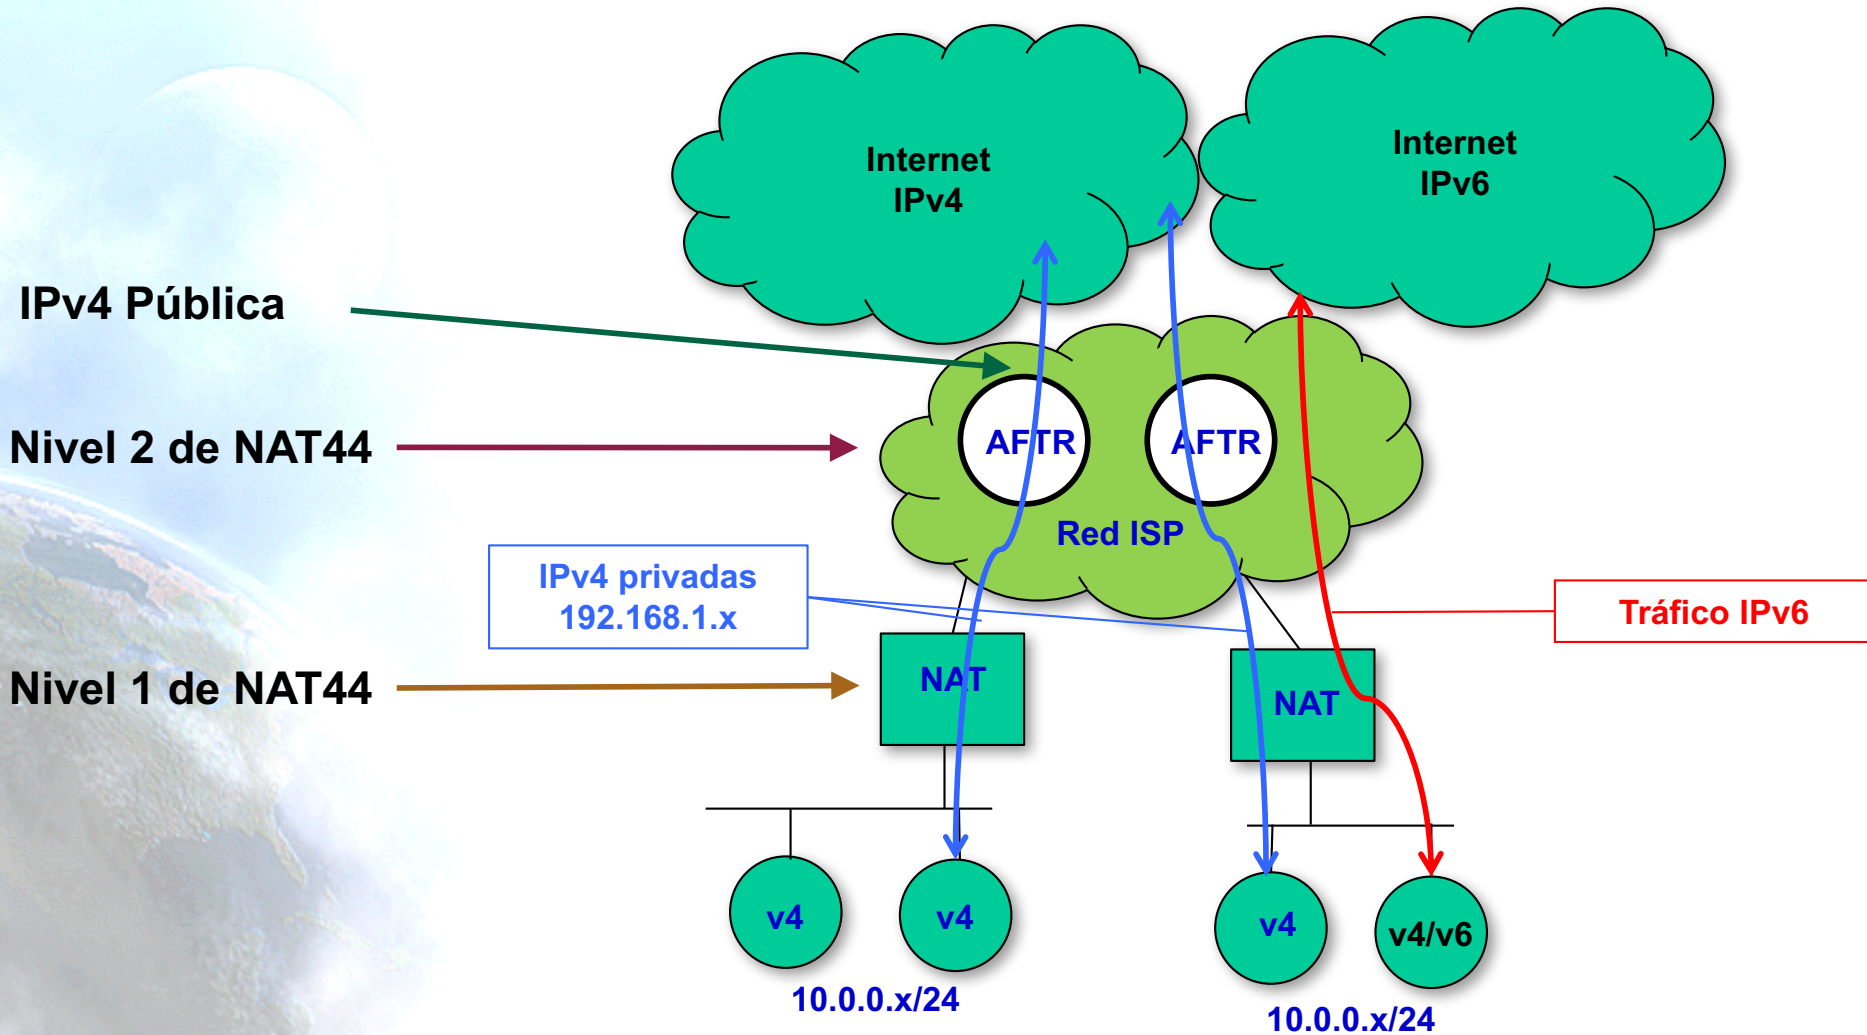 Internet
IPv4
Internet
IPv6
IPv4 Pública
Nivel 2 de NAT44
AFTR
AFTR
Red ISP
IPv4 privadas
192.168.1.x
Tráfico IPv6
Nivel 1 de NAT44
NAT
NAT
v4
v4
v4
v4/v6
10.0.0.x/24
10.0.0.x/24